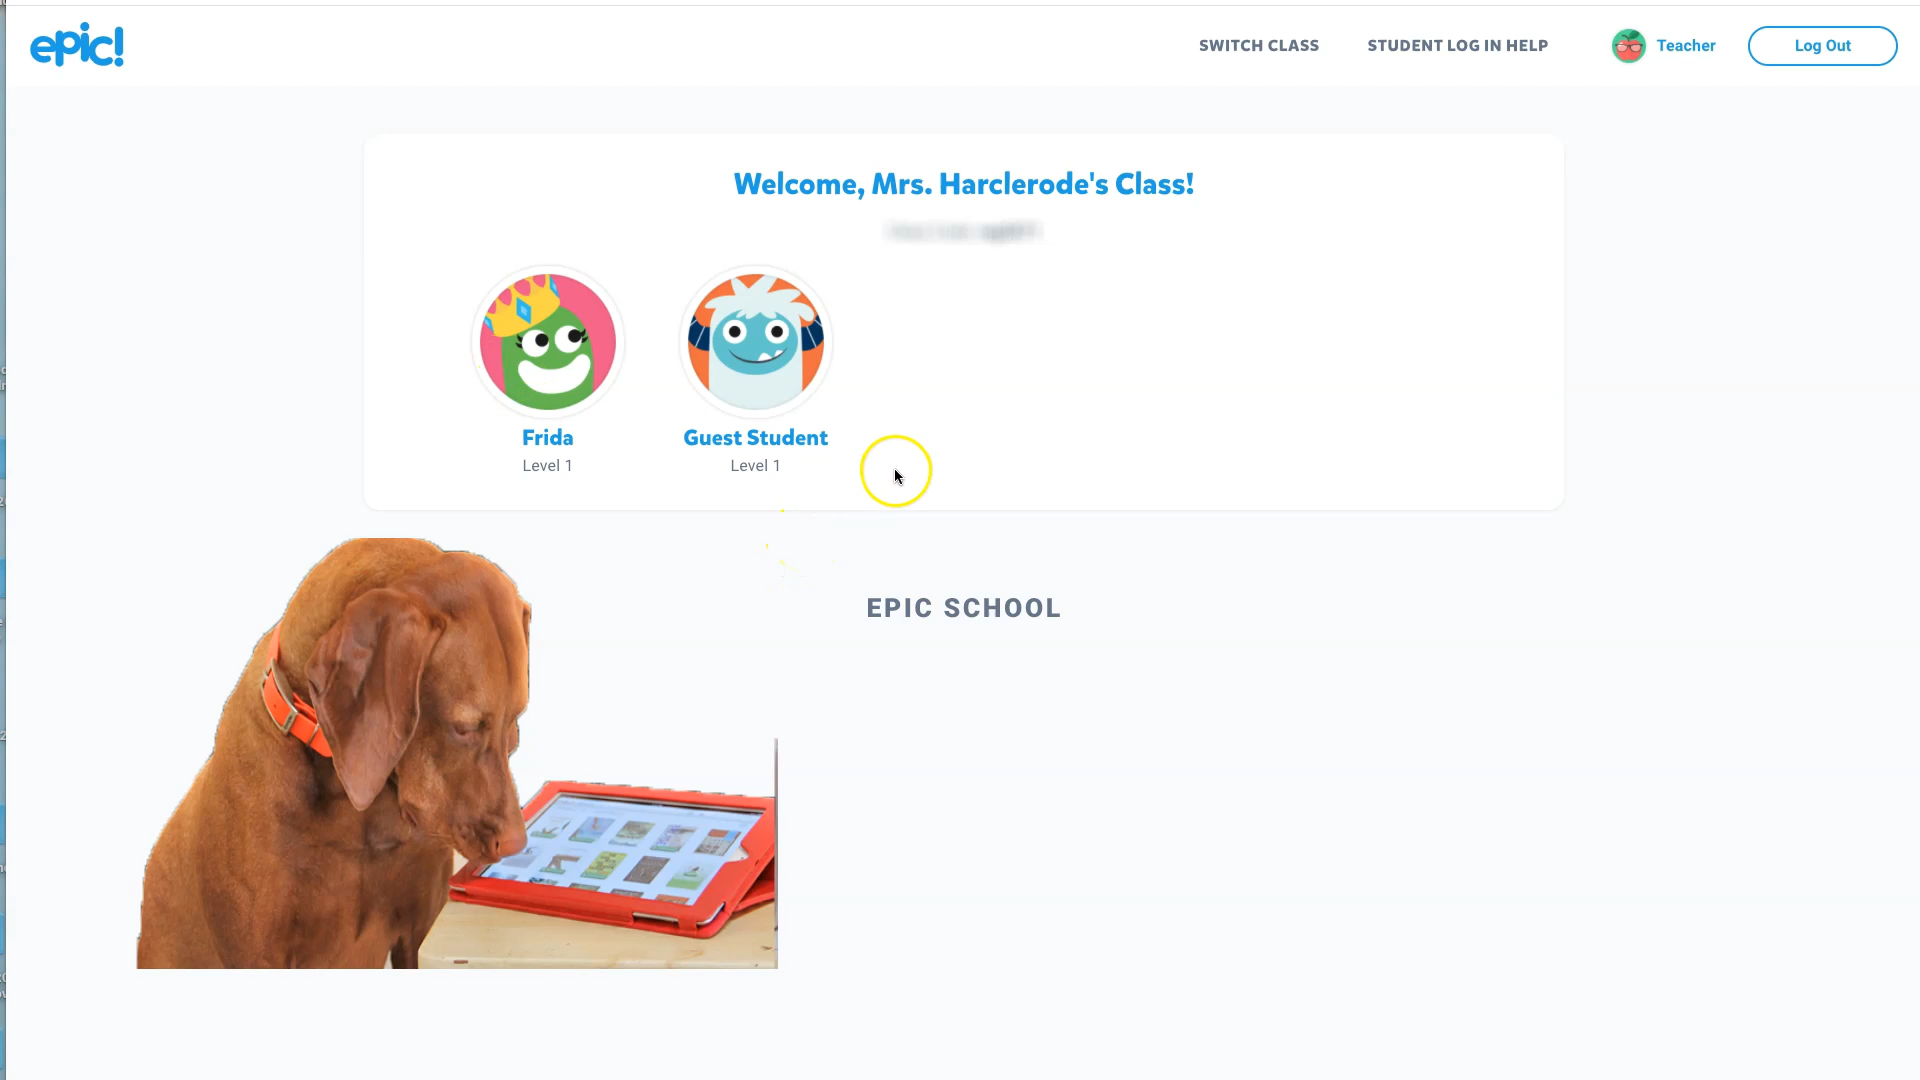 epic!
SWITCH CLASS
STUDENT LOG IN HELP
Teacher
Log Out
Welcome, Mrs. Harclerode's Class!
Frida
Guest Student
Level 1
Level 1
EPIC SCHOOL